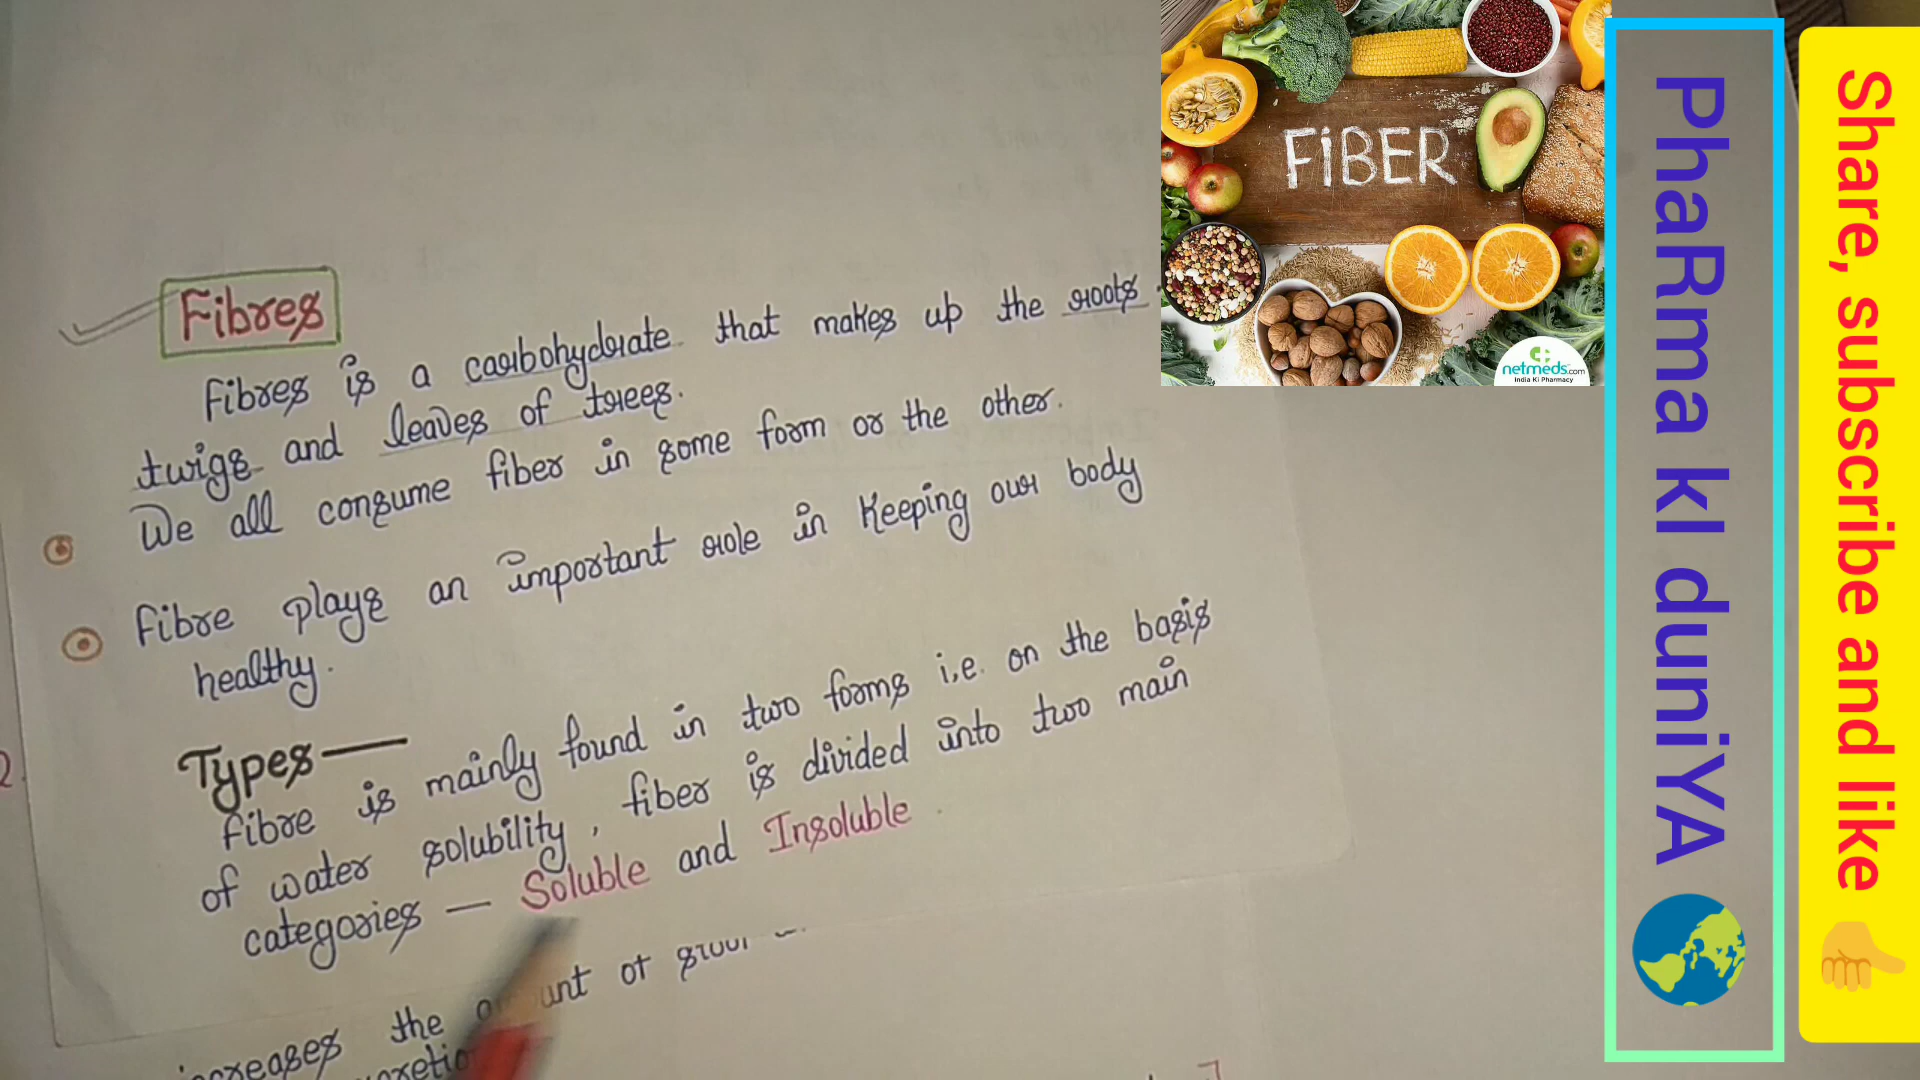 Fibres
Fibres is a carbohydrate that makes up the roots
twigs and leaves of trees.
We all consume fiber in some form or the other.
Fibre plays an important role in keeping our body
healthy.
Types
Fibre is mainly found in two forms i.e. on the basis
of water solubility, fiber is divided into two main
categories — Soluble and Insoluble
the of
FiBER
netmeds.com
India Ki Pharmacy
PhaRma kI duniYA
Share, subscribe and like